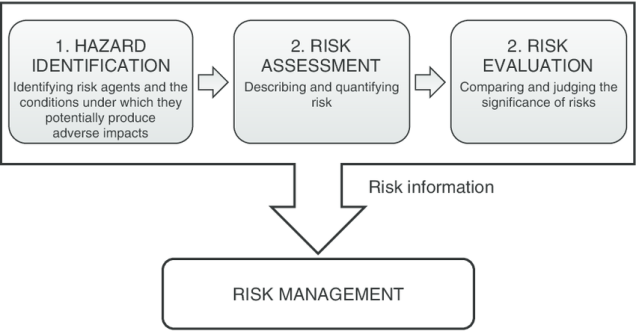 1. HAZARD
IDENTIFICATION
Identifying risk agents and the
conditions under which they
potentially produce
adverse impacts
2. RISK
ASSESSMENT
Describing and quantifying
risk
2. RISK
EVALUATION
Comparing and judging the
significance of risks
Risk information
RISK MANAGEMENT